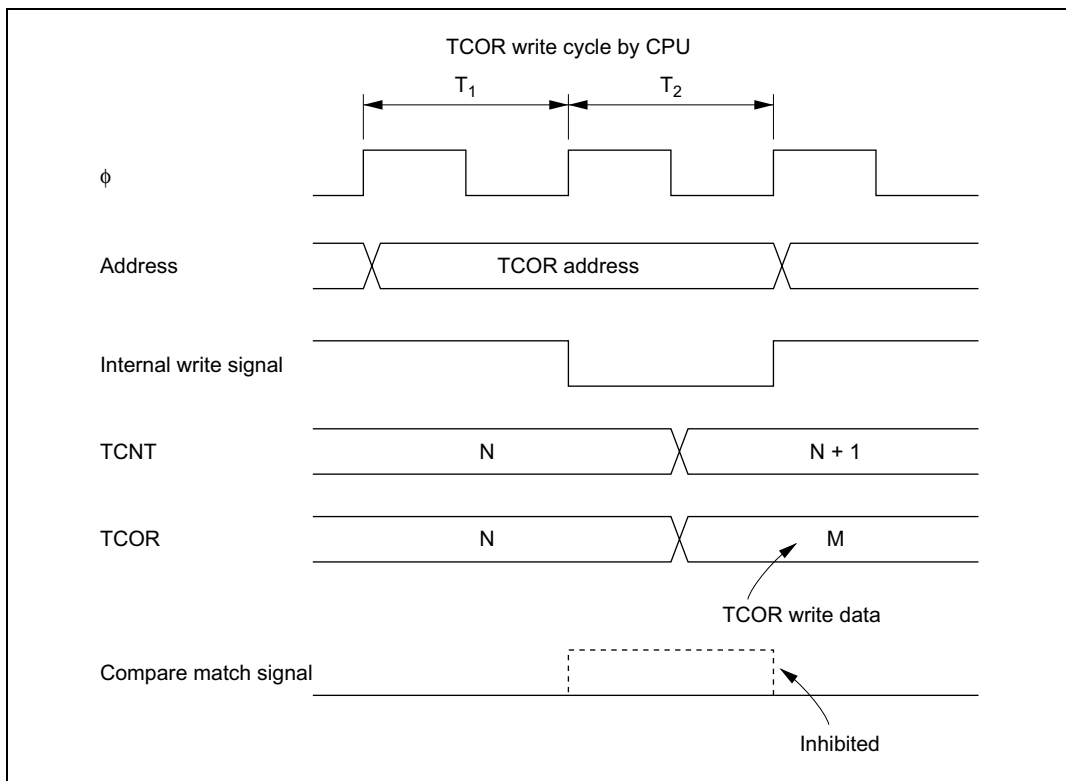 TCOR write cycle by CPU
T1 T2
φ
Address TCOR address
Internal write signal
TCNT N N + 1
TCOR N M
TCOR write data
Compare match signal
Inhibited